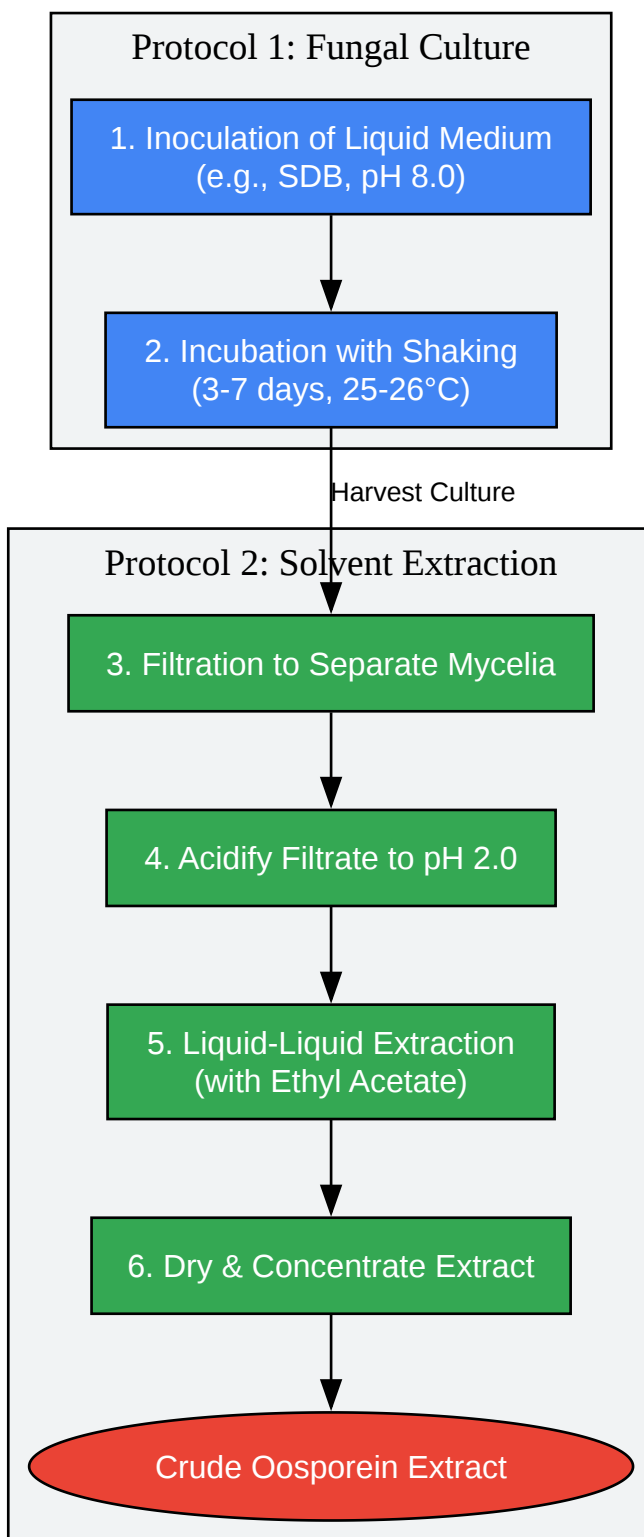 Protocol 1: Fungal Culture
1. Inoculation of Liquid Medium
(e.g., SDB, pH 8.0)
2. Incubation with Shaking
(3-7 days, 25-26°C)
Harvest Culture
Protocol 2: Solvent Extraction
3. Filtration to Separate Mycelia
4. Acidify Filtrate to pH 2.0
5. Liquid-Liquid Extraction
(with Ethyl Acetate)
6. Dry & Concentrate Extract
Crude Oosporein Extract